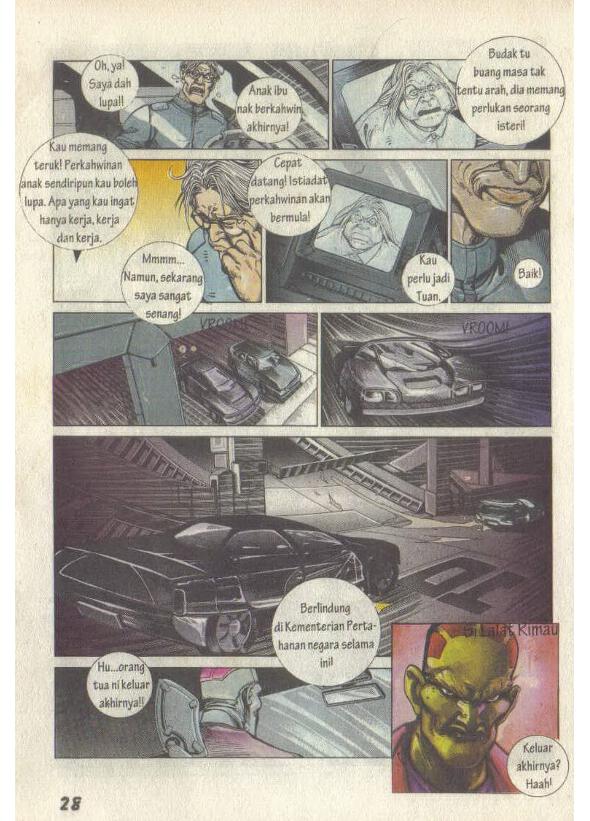 Oh, ya!
Saya dah
lupa!!
Anak ibu
nak berkahwin
akhirnya!
Budak tu
buang masa tak
tentu arah, dia memang
perlukan seorang
isteri!
Kau memang
teruk! Perkahwinan
anak sendiripun kau boleh
lupa. Apa yang kau ingat
hanya kerja, kerja
dan kerja.
Mmmm...
Namun, sekarang
saya sangat
senang!
Cepat
datang! Istiadat
perkahwinan akan
bermula!
Kau
perlu jadi
Tuan.
Baik!
VROOM!
VROOM!
Berlindung
di Kementerian Perta-
hanan negara selama
ini!
Hu...orang
tua ni keluar
akhirnya!!
Si Lalat Rimau
Keluar
akhirnya?
Haah!
28